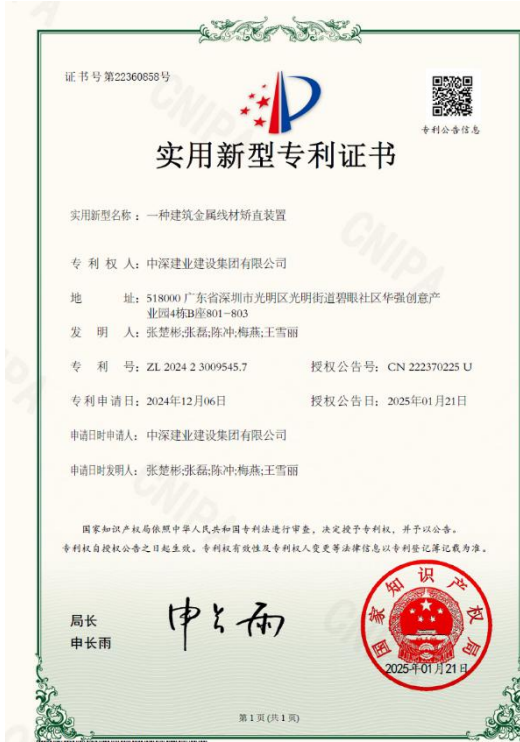 证书号第22360858号
专利公告信息
实用新型专利证书
实用新型名称：一种建筑金属线材矫直装置
专利权人：中深建业建设集团有限公司
地址：518000 广东省深圳市光明区光明街道碧眼社区华强创意产
业园4栋B座801-803
发明人：张楚彬;张磊;陈冲;梅燕;王雪丽
专利号：ZL 2024 2 3009545.7 授权公告号：CN 222370225 U
专利申请日：2024年12月06日 授权公告日：2025年01月21日
申请日时申请人：中深建业建设集团有限公司
申请日时发明人：张楚彬;张磊;陈冲;梅燕;王雪丽
国家知识产权局依照中华人民共和国专利法进行审查，决定授予专利权，并予以公告。
专利权自授权公告之日起生效。专利权有效性及专利权人变更等法律信息以专利登记簿记载为准。
局长
申长雨
申长雨
国家知识产权局
2025年01月21日
第1页(共1页)
CNIPA
CNIPA
CNIPA
CNIPA